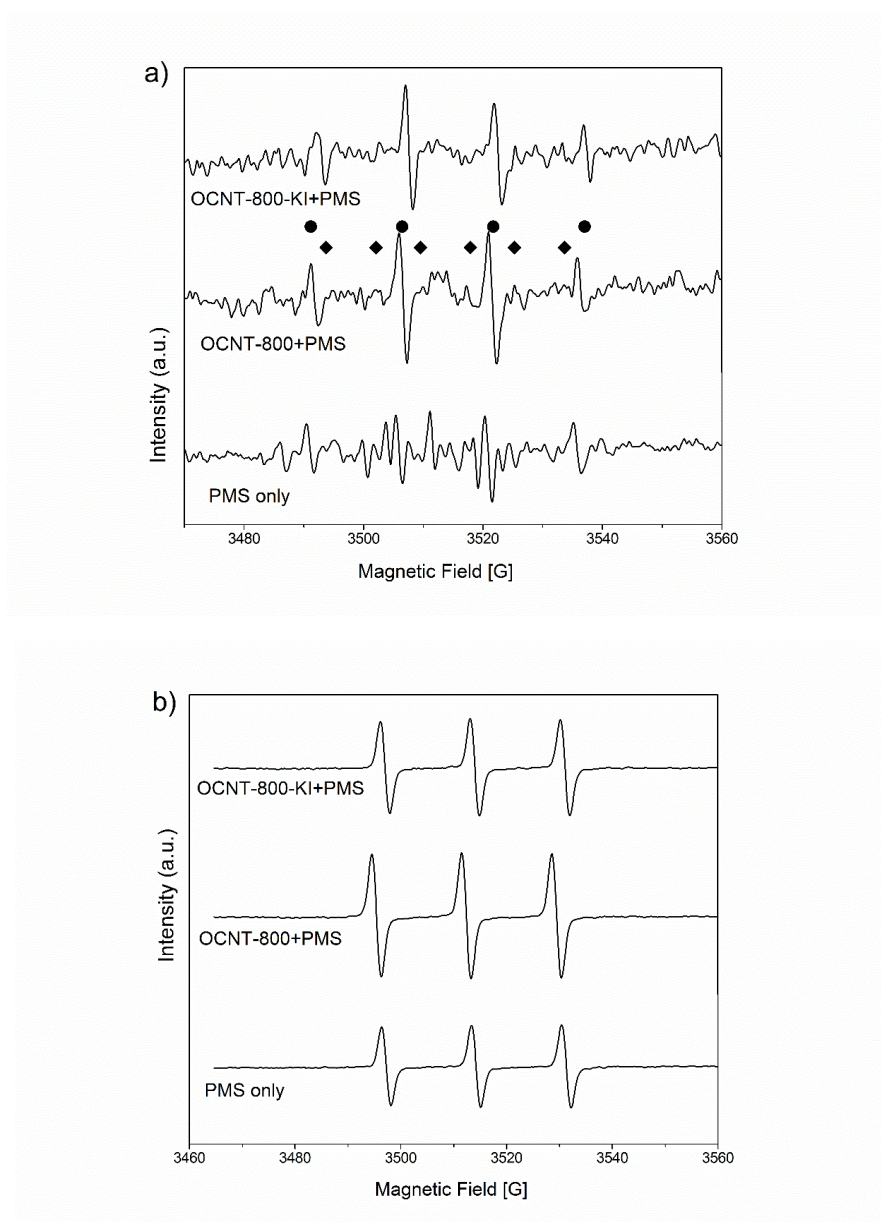 a)
OCNT-800-KI+PMS
OCNT-800+PMS
PMS only
Intensity (a.u.)
3480 3500 3520 3540 3560
Magnetic Field [G]
b)
OCNT-800-KI+PMS
OCNT-800+PMS
PMS only
Intensity (a.u.)
3460 3480 3500 3520 3540 3560
Magnetic Field [G]